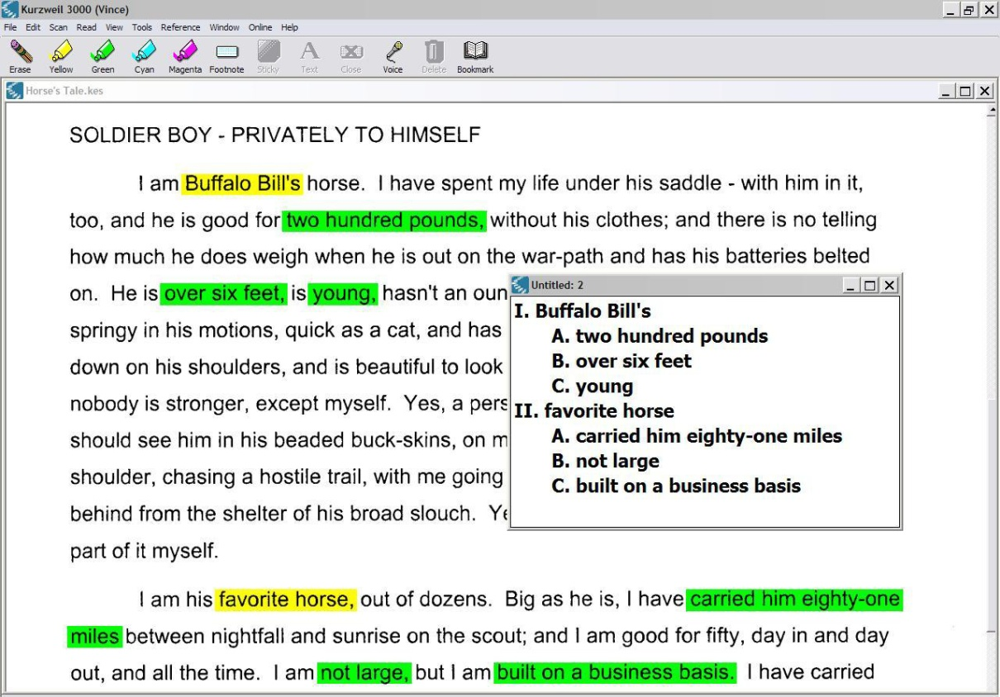 Kurzweil 3000 (Vince)
File Edit Scan Read View Tools Reference Window Online Help
Erase Yellow Green Cyan Magenta Footnote Sticky Text Close Voice Delete Bookmark
Horse's Tale.kes
SOLDIER BOY - PRIVATELY TO HIMSELF
I am Buffalo Bill's horse. I have spent my life under his saddle - with him in it,
too, and he is good for two hundred pounds, without his clothes; and there is no telling
how much he does weigh when he is out on the war-path and has his batteries belted
on. He is over six feet, is young, hasn't an
springy in his motions, quick as a cat, and has
down on his shoulders, and is beautiful to look
nobody is stronger, except myself. Yes, a
should see him in his beaded buck-skins, on
shoulder, chasing a hostile trail, with me going
behind from the shelter of his broad slouch.
part of it myself.
I am his favorite horse, out of dozens. Big as he is, I have carried him eighty-one
miles between nightfall and sunrise on the scout; and I am good for fifty, day in and day
out, and all the time. I am not large, but I am built on a business basis. I have carried
Untitled: 2
I. Buffalo Bill's
A. two hundred pounds
B. over six feet
C. young
II. favorite horse
A. carried him eighty-one miles
B. not large
C. built on a business basis